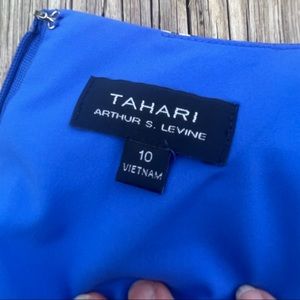 TAHARI
ARTHUR S. LEVINE
10
VIETNAM